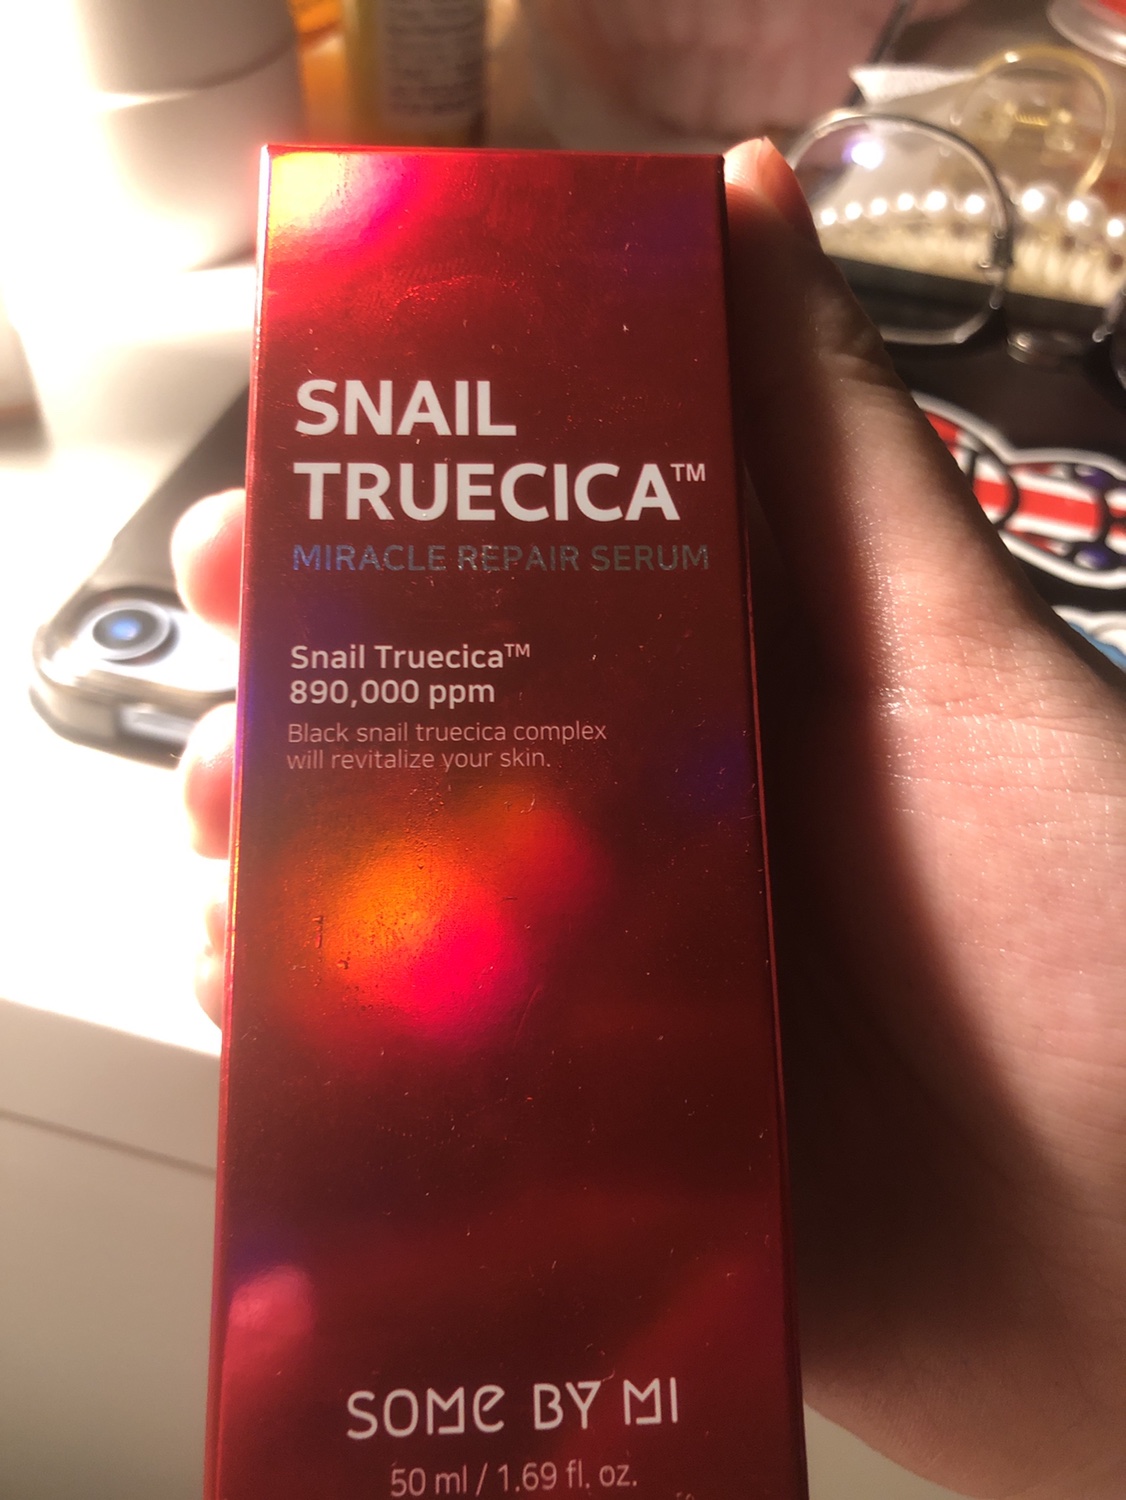 SNAIL
TRUECICA™
MIRACLE REPAIR SERUM
Snail Truecica™
890,000 ppm
Black snail truecica complex
will revitalize your skin.
SOME BY MI
50 ml / 1.69 fl. oz.